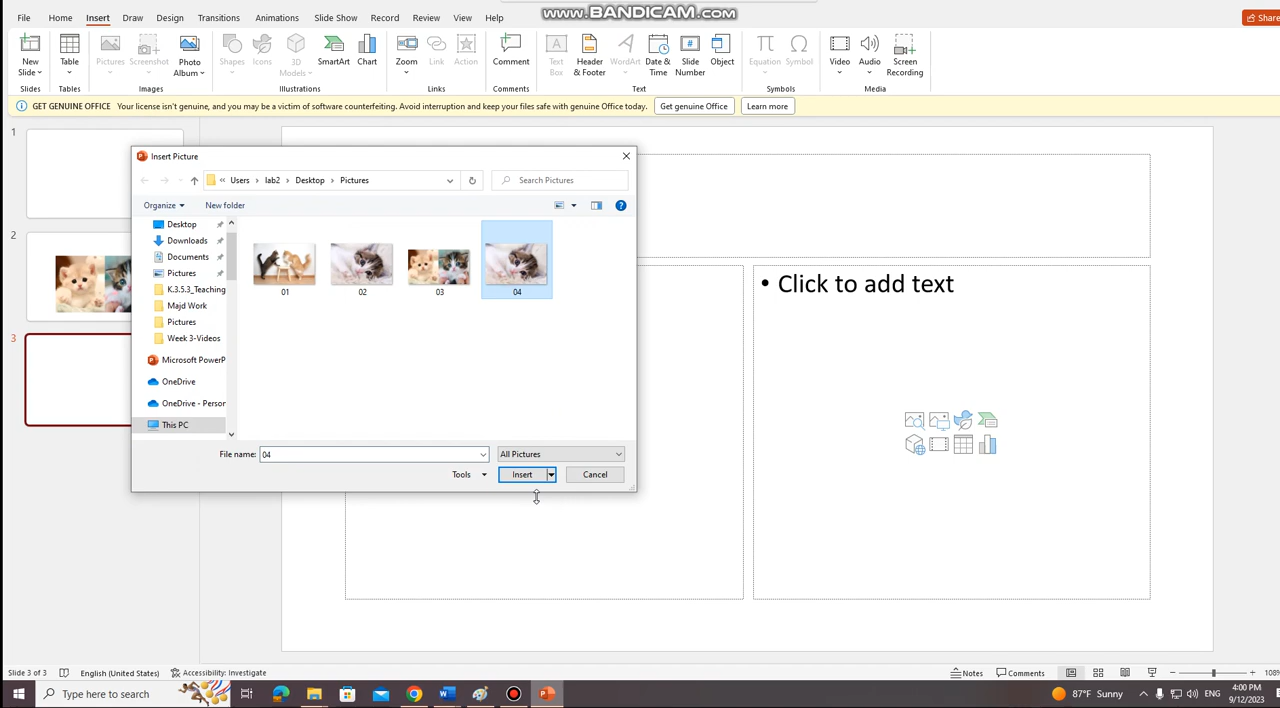 www.BANDICAM.com
File Home Insert Draw Design Transitions Animations Slide Show Record Review View Help
Share
New Slide
Table
Pictures
Screenshot
Photo Album
Shapes
Icons
3D Models
SmartArt
Chart
Zoom
Link
Action
Comment
Text Box
Header & Footer
WordArt
Date & Time
Slide Number
Object
Equation
Symbol
Video
Audio
Screen Recording
Slides Tables Images Illustrations Links Comments Text Symbols Media
GET GENUINE OFFICE Your license isn't genuine, and you may be a victim of software counterfeiting. Avoid interruption and keep your files safe with genuine Office today. Get genuine Office Learn more
1
2
3
Insert Picture
« Users > lab2 > Desktop > Pictures
Search Pictures
Organize New folder
Desktop
Downloads
Documents
Pictures
K.3.5.3_Teaching
Majd Work
Pictures
Week 3-Videos
Microsoft PowerP
OneDrive
OneDrive - Person
This PC
01 02 03 04
File name: 04 All Pictures
Tools Insert Cancel
• Click to add text
Slide 3 of 3 English (United States) Accessibility: Investigate Notes Comments 108%
Type here to search
87°F Sunny ENG
4:00 PM
9/12/2023